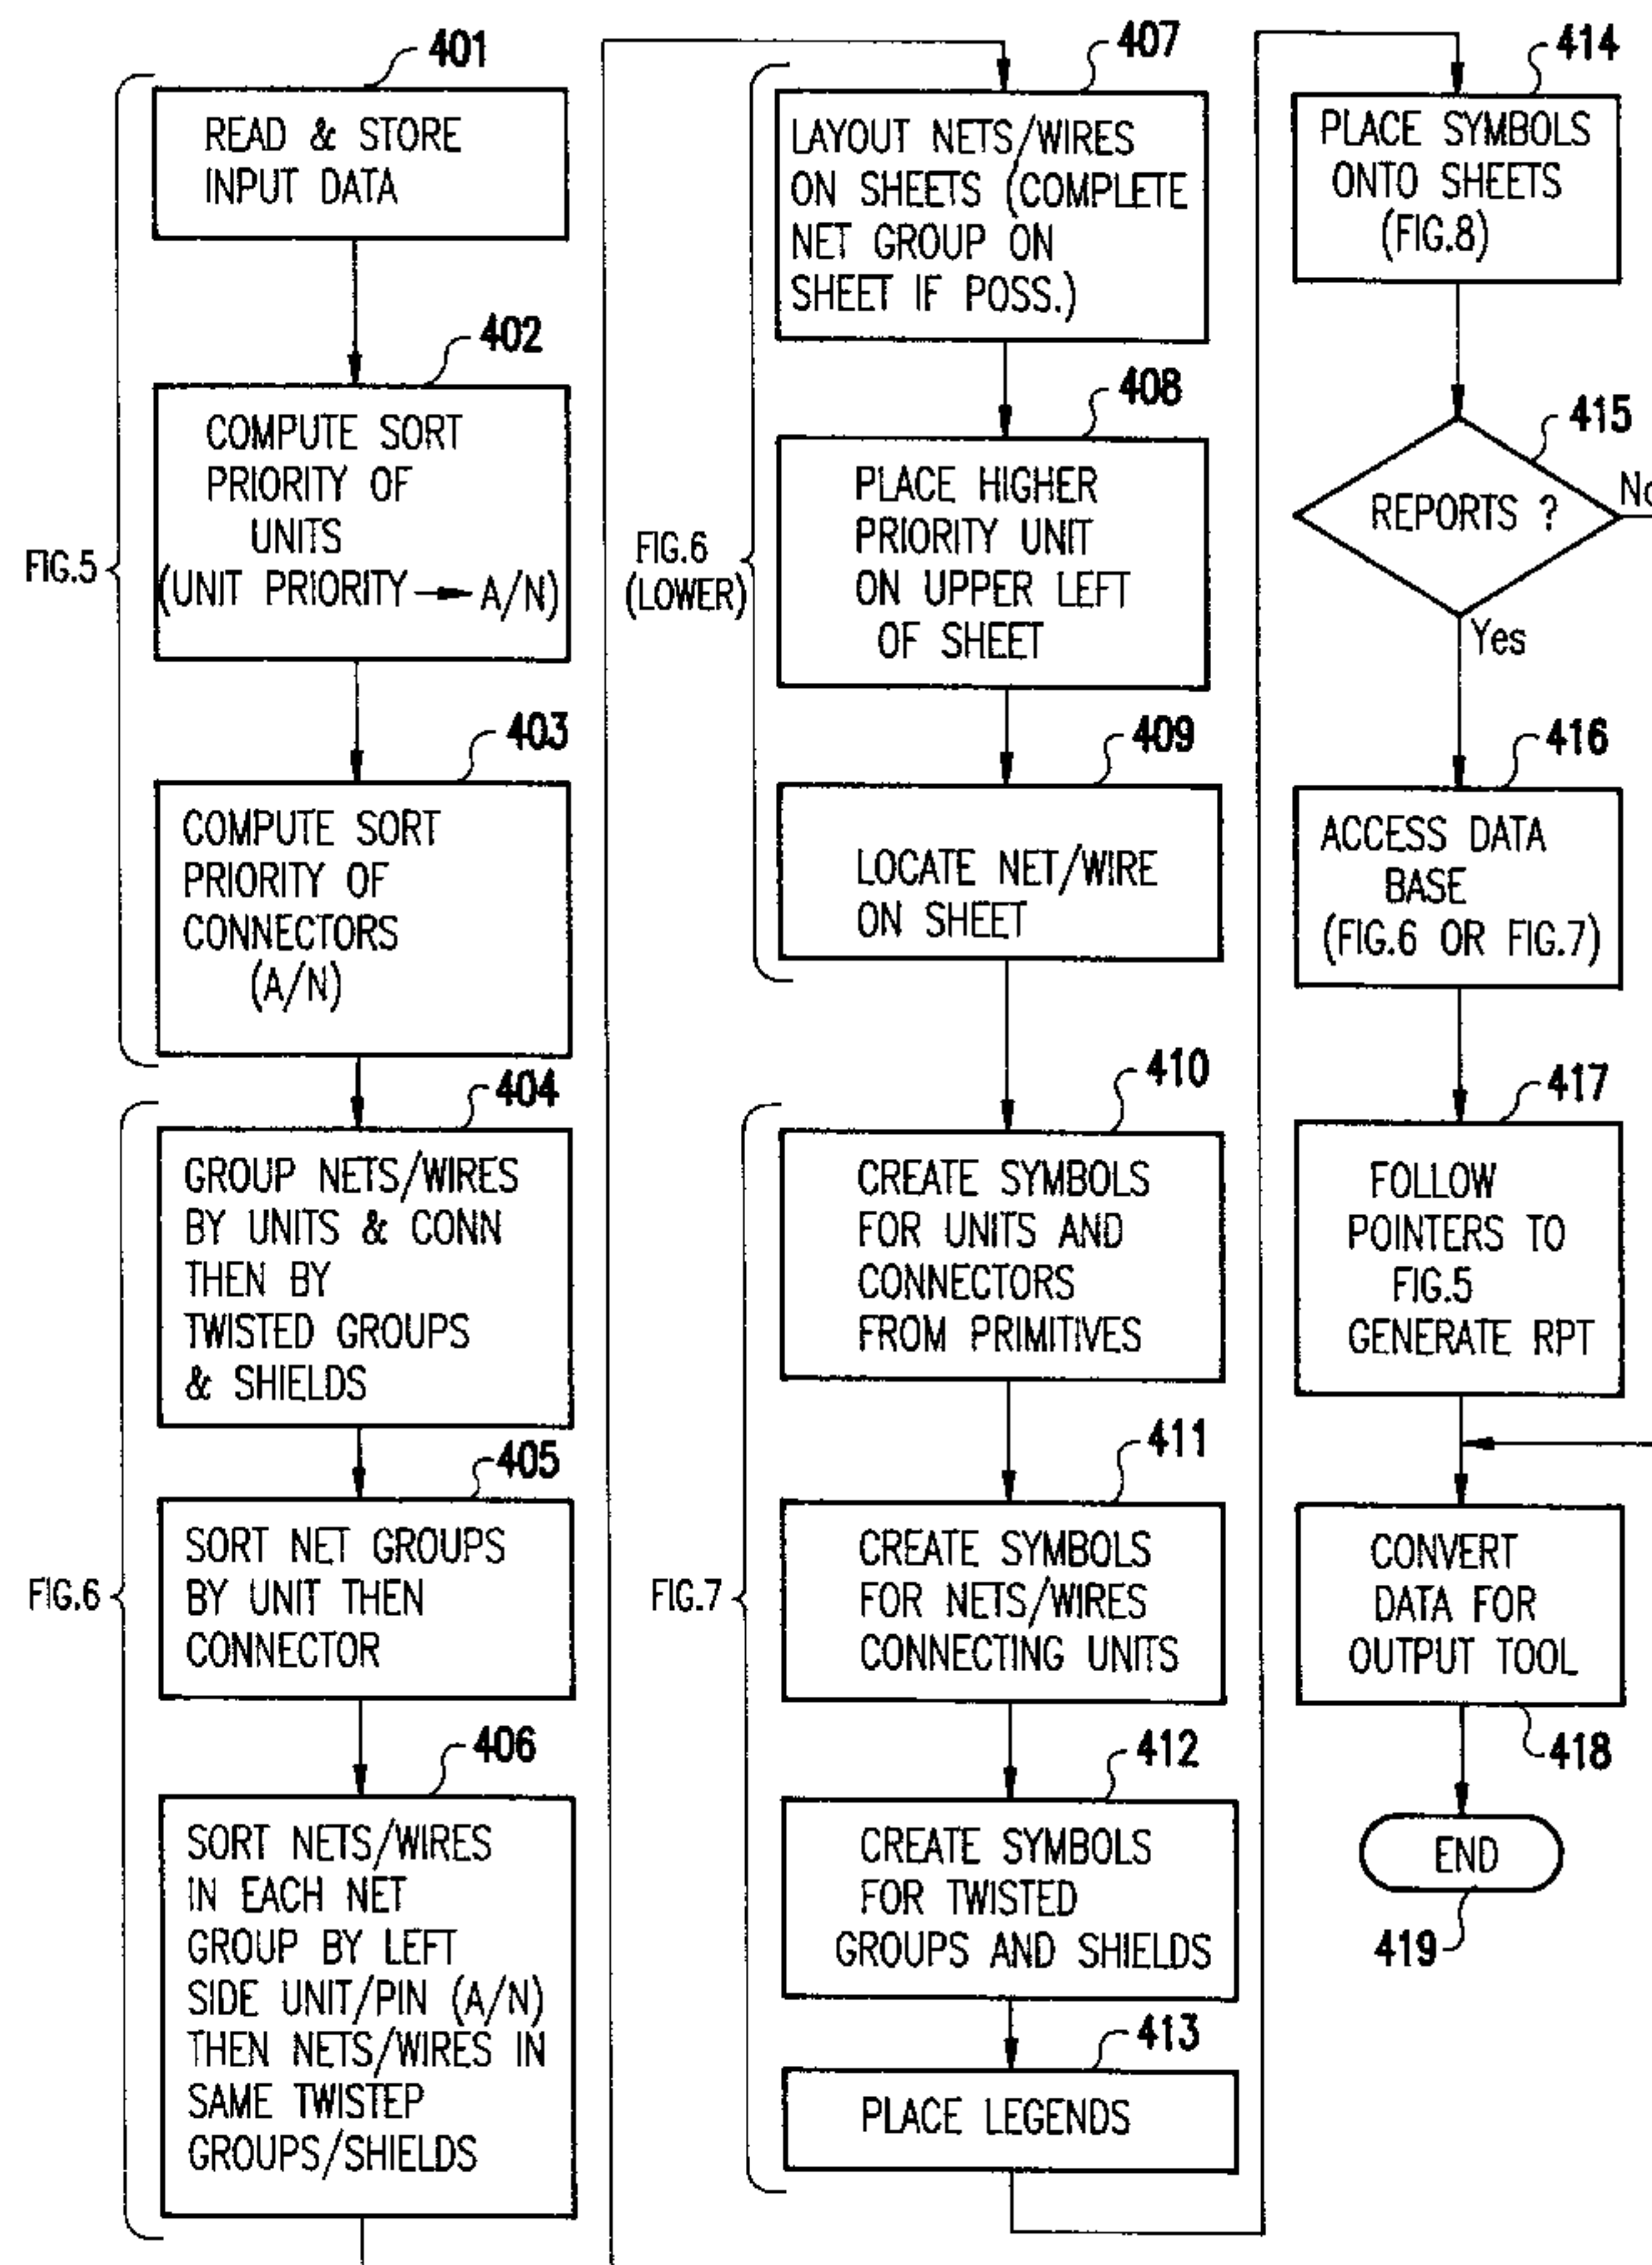 401
READ & STORE
INPUT DATA
402
COMPUTE SORT
PRIORITY OF
UNITS
(UNIT PRIORITY → A/N)
FIG.5
403
COMPUTE SORT
PRIORITY OF
CONNECTORS
(A/N)
404
GROUP NETS/WIRES
BY UNITS & CONN
THEN BY
TWISTED GROUPS
& SHIELDS
405
SORT NET GROUPS
BY UNIT THEN
CONNECTOR
FIG.6
406
SORT NETS/WIRES
IN EACH NET
GROUP BY LEFT
SIDE UNIT/PIN (A/N)
THEN NETS/WIRES IN
SAME TWISTEP
GROUPS/SHIELDS
407
LAYOUT NETS/WIRES
ON SHEETS (COMPLETE
NET GROUP ON
SHEET IF POSS.)
408
PLACE HIGHER
PRIORITY UNIT
ON UPPER LEFT
OF SHEET
FIG.6
(LOWER)
409
LOCATE NET/WIRE
ON SHEET
410
CREATE SYMBOLS
FOR UNITS AND
CONNECTORS
FROM PRIMITIVES
411
CREATE SYMBOLS
FOR NETS/WIRES
CONNECTING UNITS
FIG.7
412
CREATE SYMBOLS
FOR TWISTED
GROUPS AND SHIELDS
413
PLACE LEGENDS
414
PLACE SYMBOLS
ONTO SHEETS
(FIG.8)
415
REPORTS ?
No
Yes
416
ACCESS DATA
BASE
(FIG.6 OR FIG.7)
417
FOLLOW
POINTERS TO
FIG.5
GENERATE RPT
CONVERT
DATA FOR
OUTPUT TOOL
418
END
419